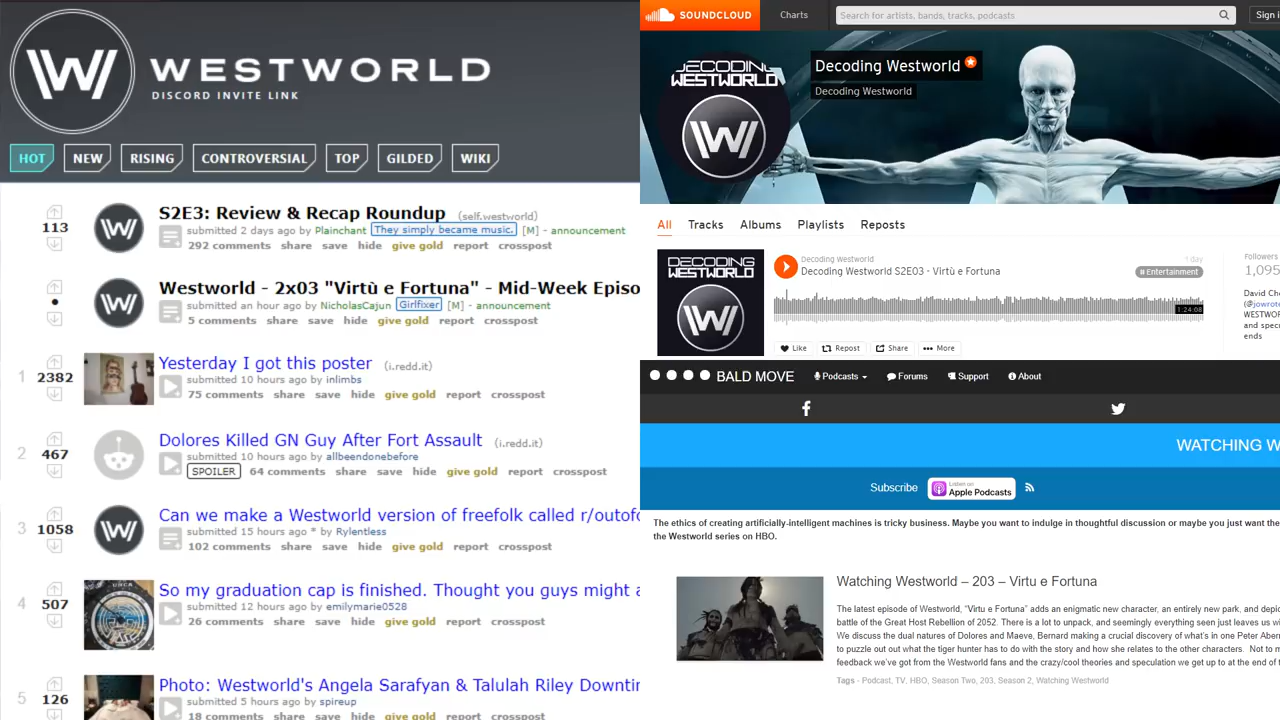 WESTWORLD
DISCORD INVITE LINK
HOT NEW RISING CONTROVERSIAL TOP GILDED WIKI
113
S2E3: Review & Recap Roundup (self.westworld)
submitted 2 days ago by Plainchant They simply became music. [M] - announcement
292 comments share save hide give gold report crosspost
•
Westworld - 2x03 "Virtù e Fortuna" - Mid-Week Episo
submitted an hour ago by NicholasCajun Girlfixer [M] - announcement
5 comments share save hide give gold report crosspost
1 2382
Yesterday I got this poster (i.redd.it)
submitted 10 hours ago by inlimbs
75 comments share save hide give gold report crosspost
2 467
Dolores Killed GN Guy After Fort Assault (i.redd.it)
submitted 10 hours ago by allbeendonebefore
SPOILER 64 comments share save hide give gold report crosspost
3 1058
Can we make a Westworld version of freefolk called r/outofo
submitted 15 hours ago * by Rylentless
102 comments share save hide give gold report crosspost
4 507
So my graduation cap is finished. Thought you guys might a
submitted 12 hours ago by emilymarie0528
26 comments share save hide give gold report crosspost
5 126
Photo: Westworld's Angela Sarafyan & Talulah Riley Downtin
submitted 5 hours ago by spireup
18 comments share save hide give gold report crosspost
SOUNDCLOUD Charts Search for artists, bands, tracks, podcasts Sign i
DECODING
WESTWORLD
Decoding Westworld
Decoding Westworld
All Tracks Albums Playlists Reposts
DECODING
WESTWORLD
Decoding Westworld 1 day
Decoding Westworld S2E03 - Virtù e Fortuna # Entertainment
1:24:08
Like Repost Share More
Followers
1,095
David Che
(@jowrote
WESTWOR
and specu
ends
BALD MOVE Podcasts Forums Support About
WATCHING W
Subscribe Listen on Apple Podcasts
The ethics of creating artificially-intelligent machines is tricky business. Maybe you want to indulge in thoughtful discussion or maybe you just want the
the Westworld series on HBO.
Watching Westworld – 203 – Virtu e Fortuna
The latest episode of Westworld, "Virtu e Fortuna" adds an enigmatic new character, an entirely new park, and depic
battle of the Great Host Rebellion of 2052. There is a lot to unpack, and seemingly everything seen just leaves us wi
We discuss the dual natures of Dolores and Maeve, Bernard making a crucial discovery of what's in one Peter Aber
to puzzle out out what the tiger hunter has to do with the story and how she relates to the other characters. Not to m
feedback we've got from the Westworld fans and the crazy/cool theories and speculation we get up to at the end of t
Tags - Podcast, TV, HBO, Season Two, 203, Season 2, Watching Westworld